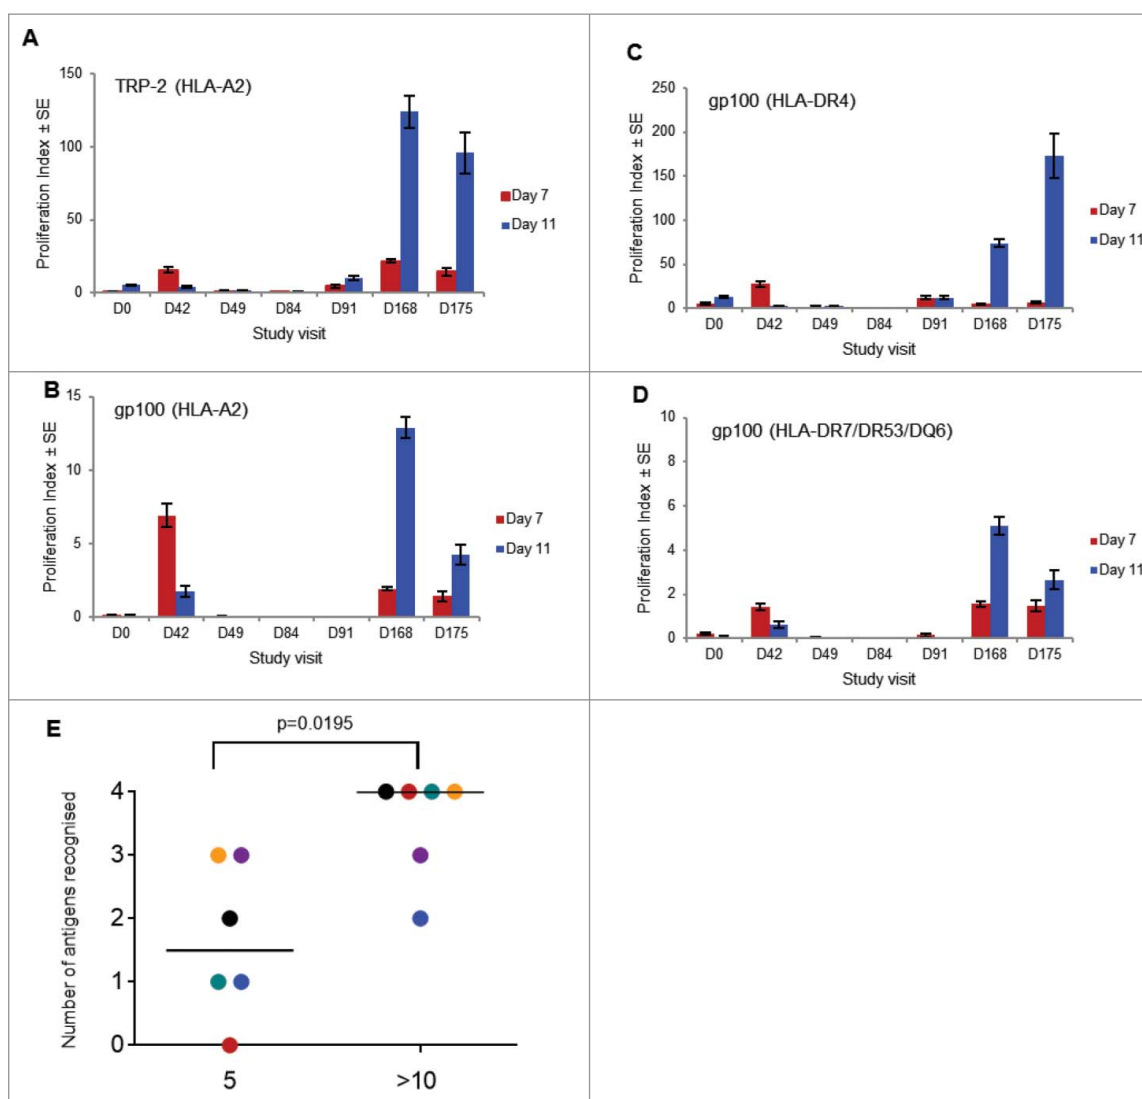 A
TRP-2 (HLA-A2)
Proliferation Index ± SE
150
100
50
0
D0 D42 D49 D84 D91 D168 D175
Study visit
Day 7
Day 11
B
gp100 (HLA-A2)
Proliferation Index ± SE
15
10
5
0
D0 D42 D49 D84 D91 D168 D175
Study visit
Day 7
Day 11
C
gp100 (HLA-DR4)
Proliferation Index ± SE
250
200
150
100
50
0
D0 D42 D49 D84 D91 D168 D175
Study visit
Day 7
Day 11
D
gp100 (HLA-DR7/DR53/DQ6)
Proliferation Index ± SE
10
8
6
4
2
0
D0 D42 D49 D84 D91 D168 D175
Study visit
Day 7
Day 11
E
p=0.0195
Number of antigens recognised
4
3
2
1
0
5 >10